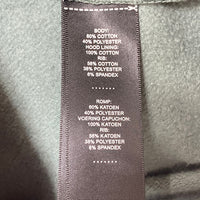 BODY:
60% COTTON
40% POLYESTER
HOOD LINING:
100% COTTON
RIB:
56% COTTON
38% POLYESTER
6% SPANDEX
ROMP:
60% KATOEN
40% POLYESTER
VOERING CAPUCHON:
100% KATOEN
RIB:
56% KATOEN
38% POLYESTER
6% SPANDEX